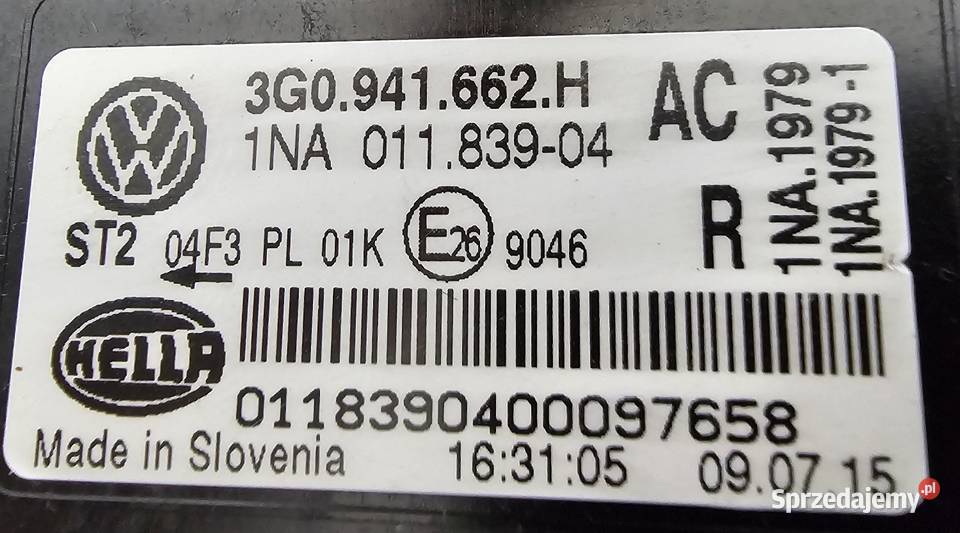 3G0.941.662.H
AC
1NA 011.839-04
R
1NA.1979
1NA.1979-1
ST2 04F3 PL 01K E26 9046
HELLA
0118390400097658
Made in Slovenia 16:31:05 09.07.15
Sprzedajemy.pl